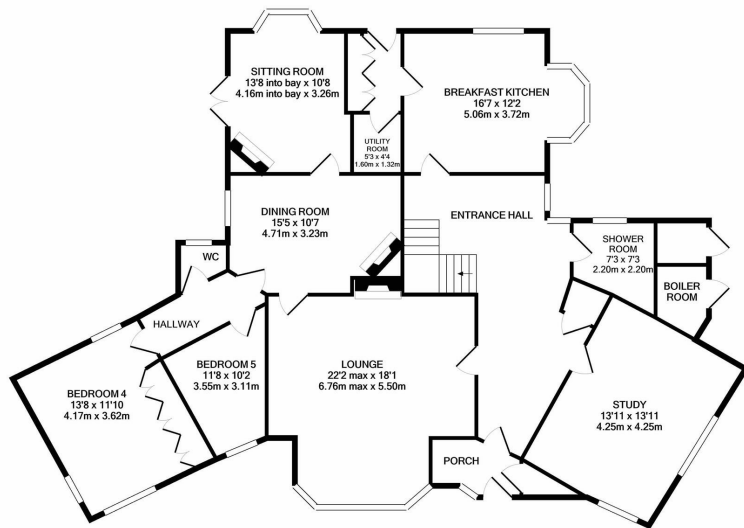 SITTING ROOM
13'8 into bay x 10'8
4.16m into bay x 3.26m
BREAKFAST KITCHEN
16'7 x 12'2
5.06m x 3.72m
UTILITY
ROOM
5'3 x 4'4
1.60m x 1.32m
DINING ROOM
15'5 x 10'7
4.71m x 3.23m
ENTRANCE HALL
SHOWER
ROOM
7'3 x 7'3
2.20m x 2.20m
WC
BOILER
ROOM
HALLWAY
BEDROOM 5
11'8 x 10'2
3.55m x 3.11m
LOUNGE
22'2 max x 18'1
6.76m max x 5.50m
BEDROOM 4
13'8 x 11'10
4.17m x 3.62m
STUDY
13'11 x 13'11
4.25m x 4.25m
PORCH